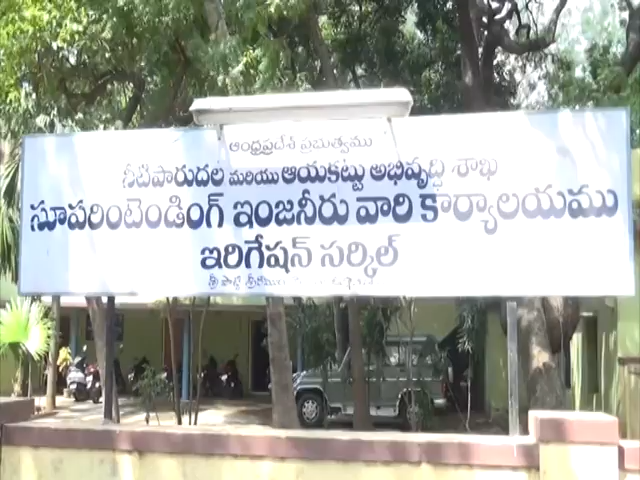 ఆంధ్రప్రదేశ్ ప్రభుత్వము
నీటిపారుదల మరియు ఆయకట్టు అభివృద్ధి శాఖ
సూపరింటెండింగ్ ఇంజనీరు వారి కార్యాలయము
ఇరిగేషన్ సర్కిల్
శ్రీ పొట్టి శ్రీరాములు